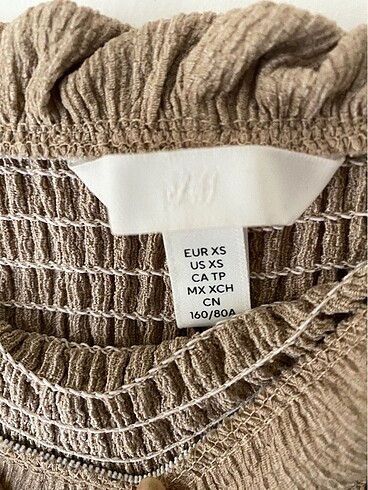 EUR XS
US XS
CA TP
MX XCH
CN
160/80A